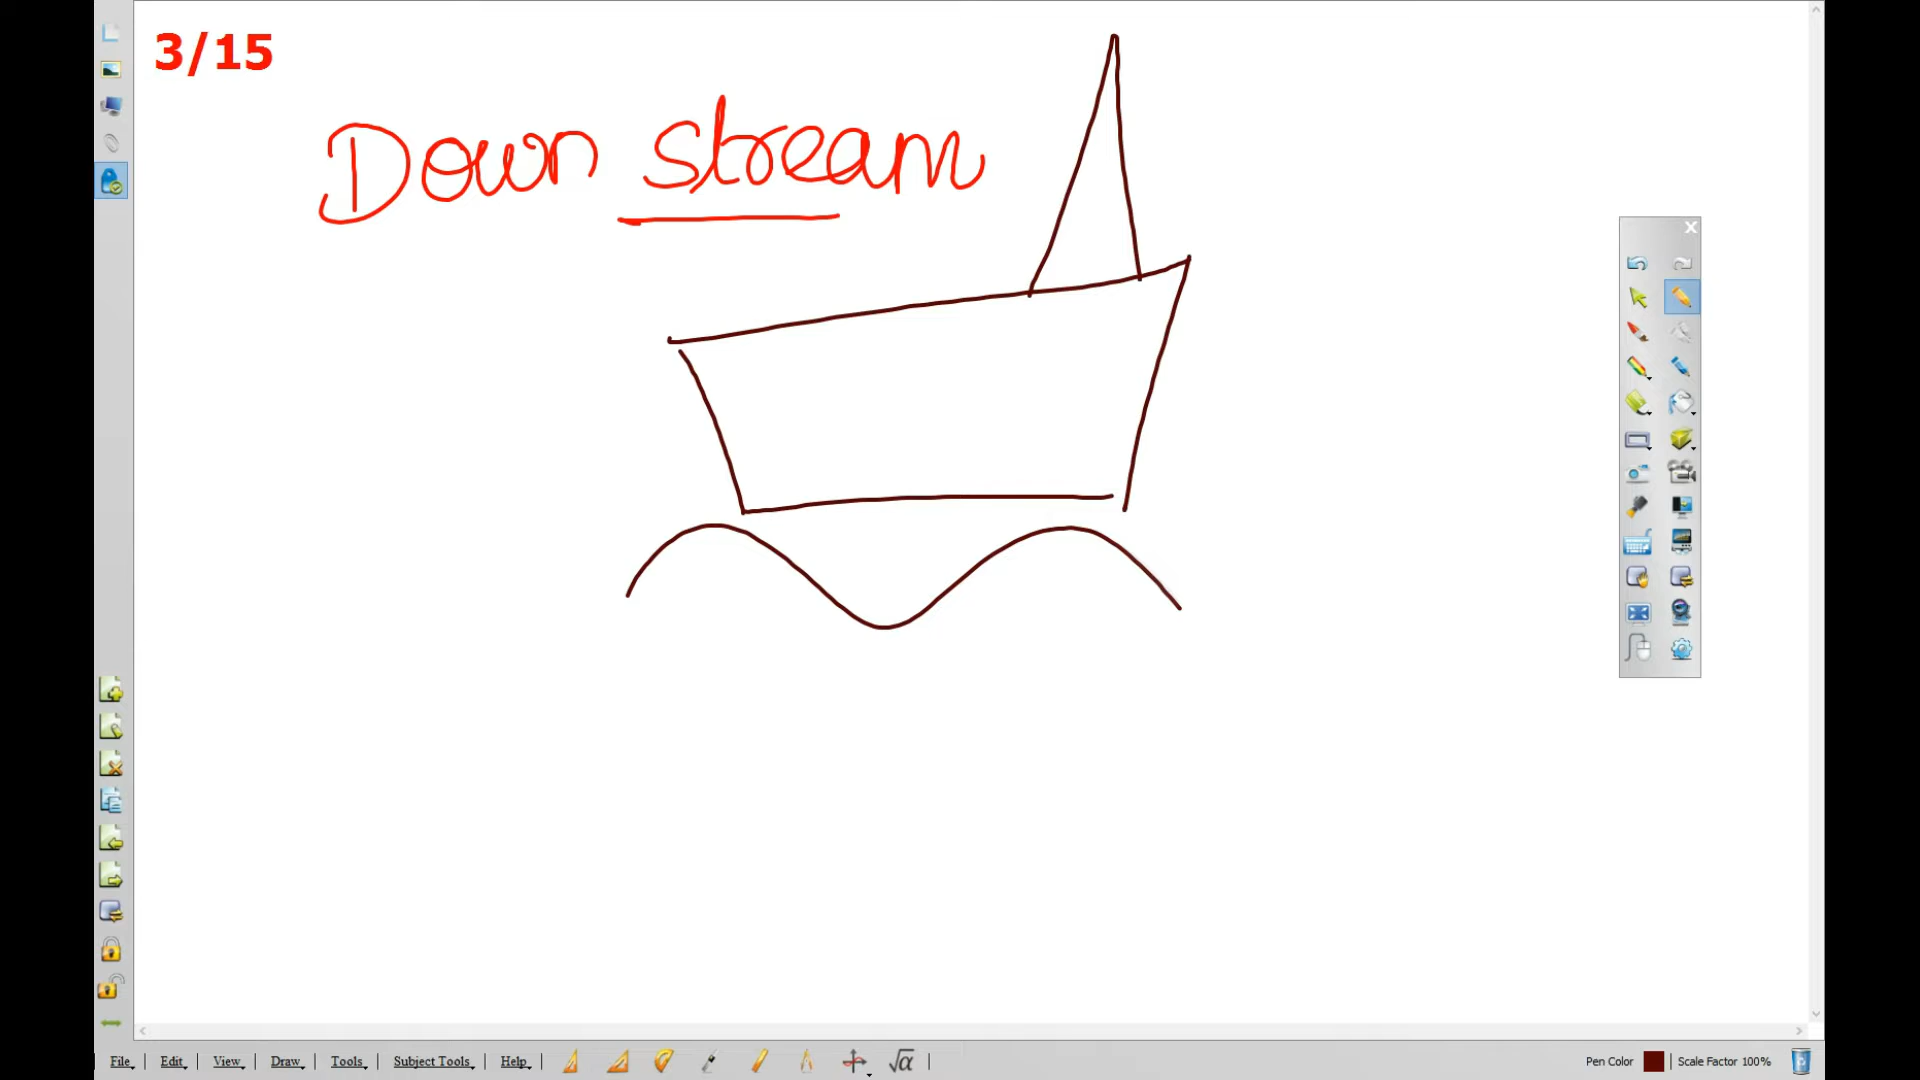 3/15
Down stream
File Edit View Draw Tools Subject Tools Help Pen Color Scale Factor 100%